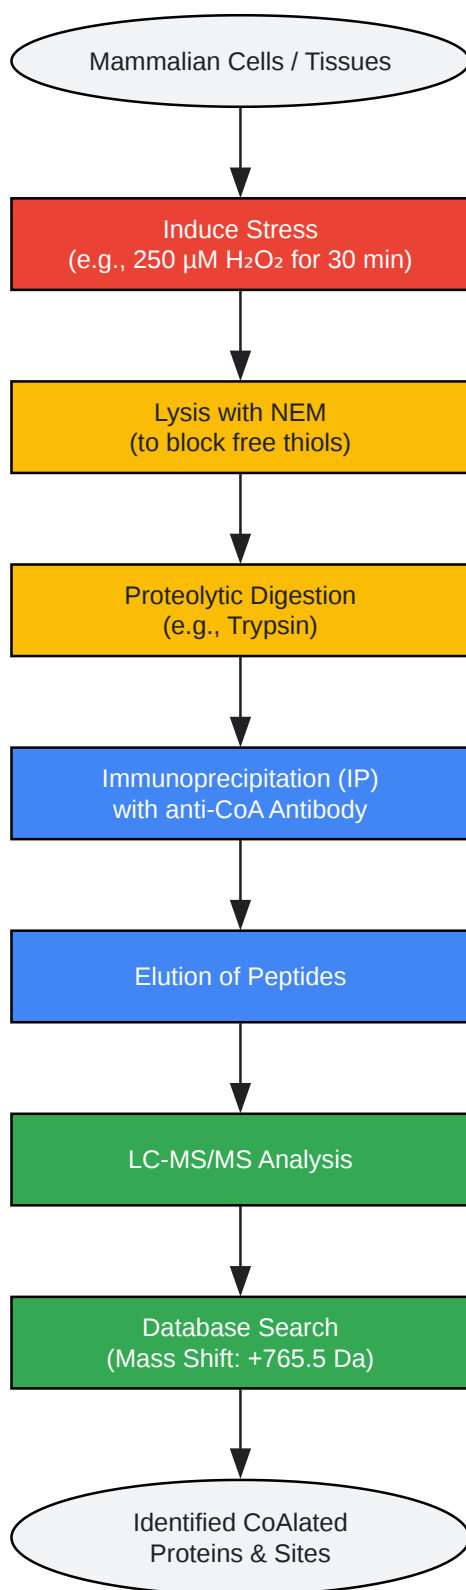 Mammalian Cells / Tissues
Induce Stress
(e.g., 250 µM H₂O₂ for 30 min)
Lysis with NEM
(to block free thiols)
Proteolytic Digestion
(e.g., Trypsin)
Immunoprecipitation (IP)
with anti-CoA Antibody
Elution of Peptides
LC-MS/MS Analysis
Database Search
(Mass Shift: +765.5 Da)
Identified CoAlated
Proteins & Sites